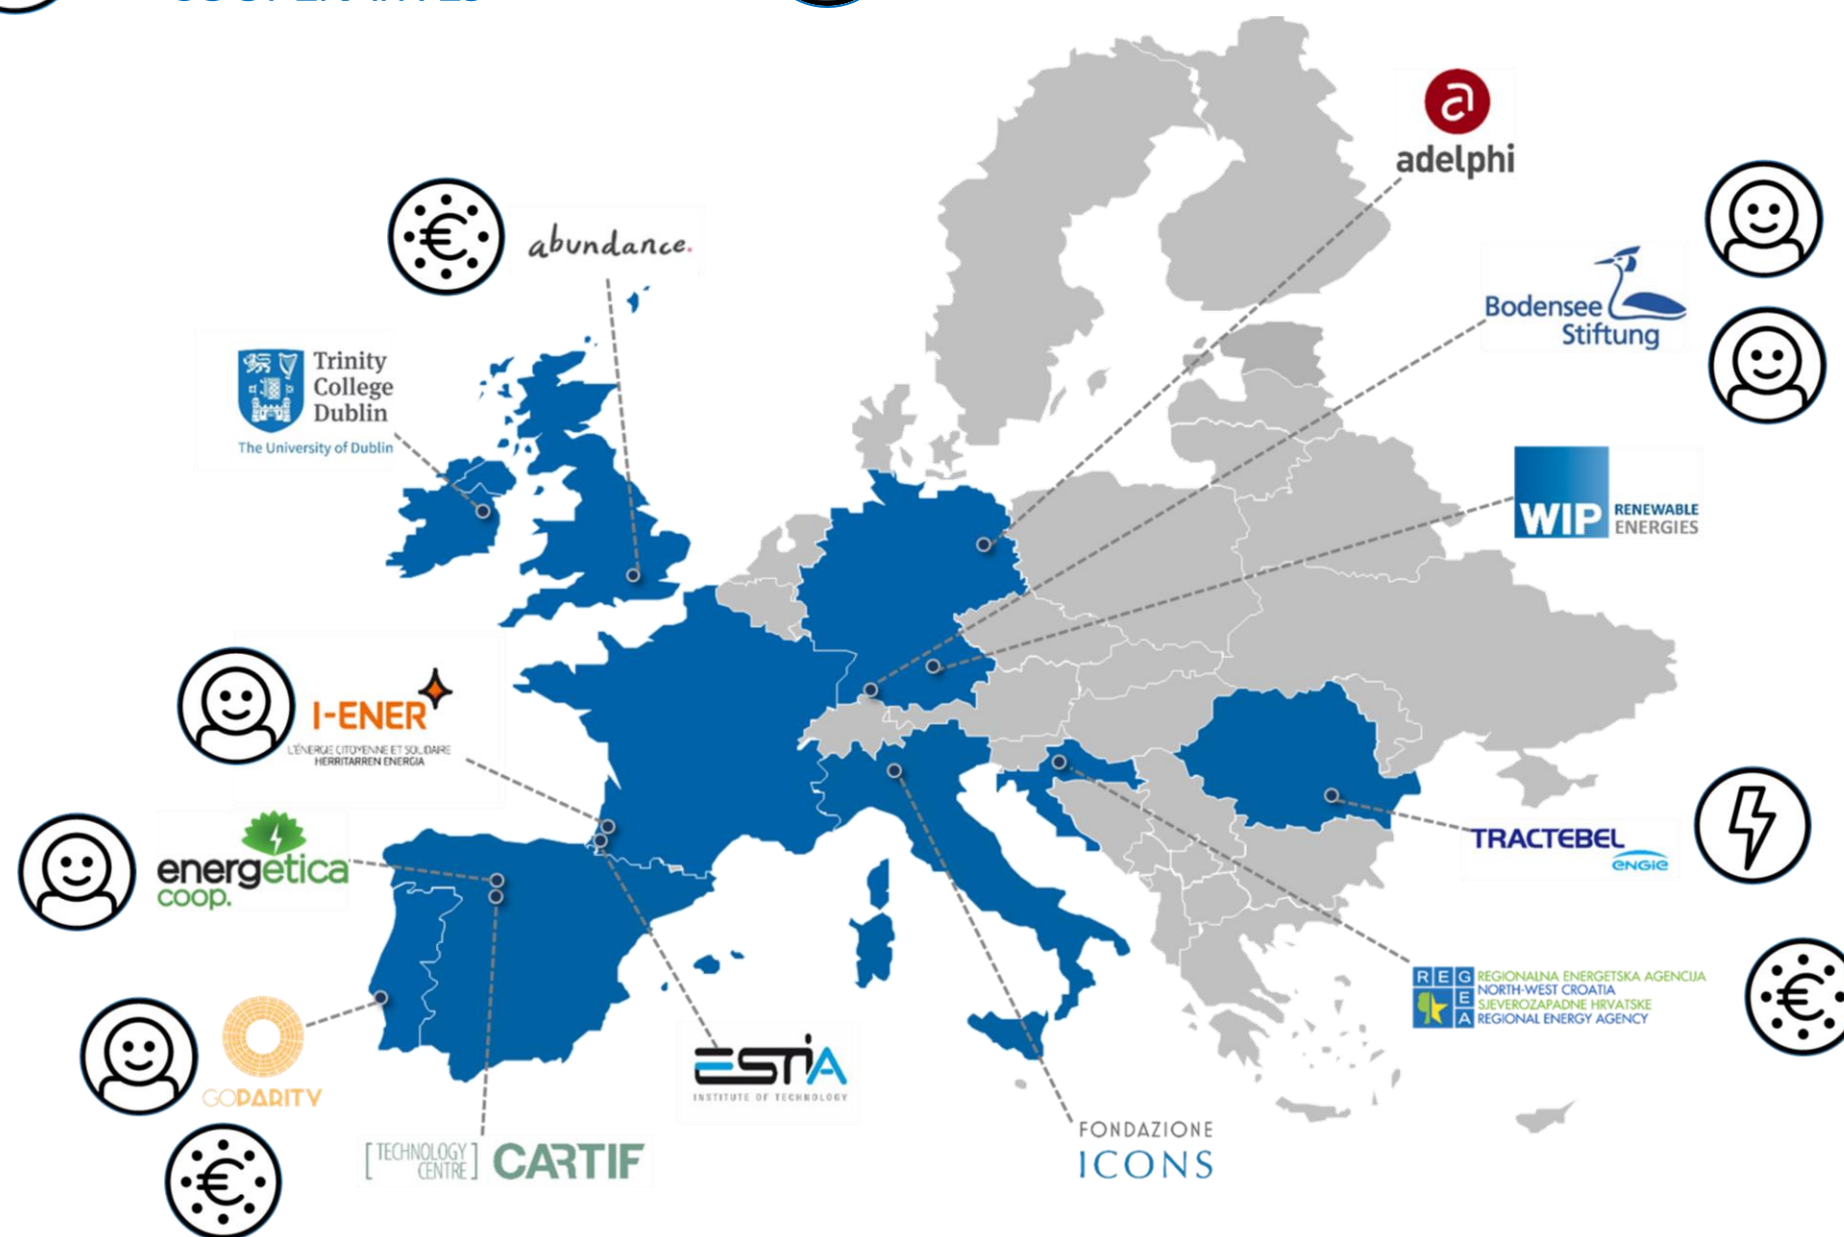 adelphi
abundance.
Bodensee
Stiftung
Trinity
College
Dublin
The University of Dublin
WIP RENEWABLE
ENERGIES
I-ENER
L'ÉNERGIE CITOYENNE ET SOLIDAIRE
HERRITARREN ENERGIA
energética
coop.
TRACTEBEL
ENGIE
REGEA
REGIONALNA ENERGETSKA AGENCIJA
NORTH-WEST CROATIA
SJEVEROZAPADNE HRVATSKE
REGIONAL ENERGY AGENCY
GOPARITY
ESTIA
INSTITUTE OF TECHNOLOGY
[TECHNOLOGY
CENTRE] CARTIF
FONDAZIONE
ICONS